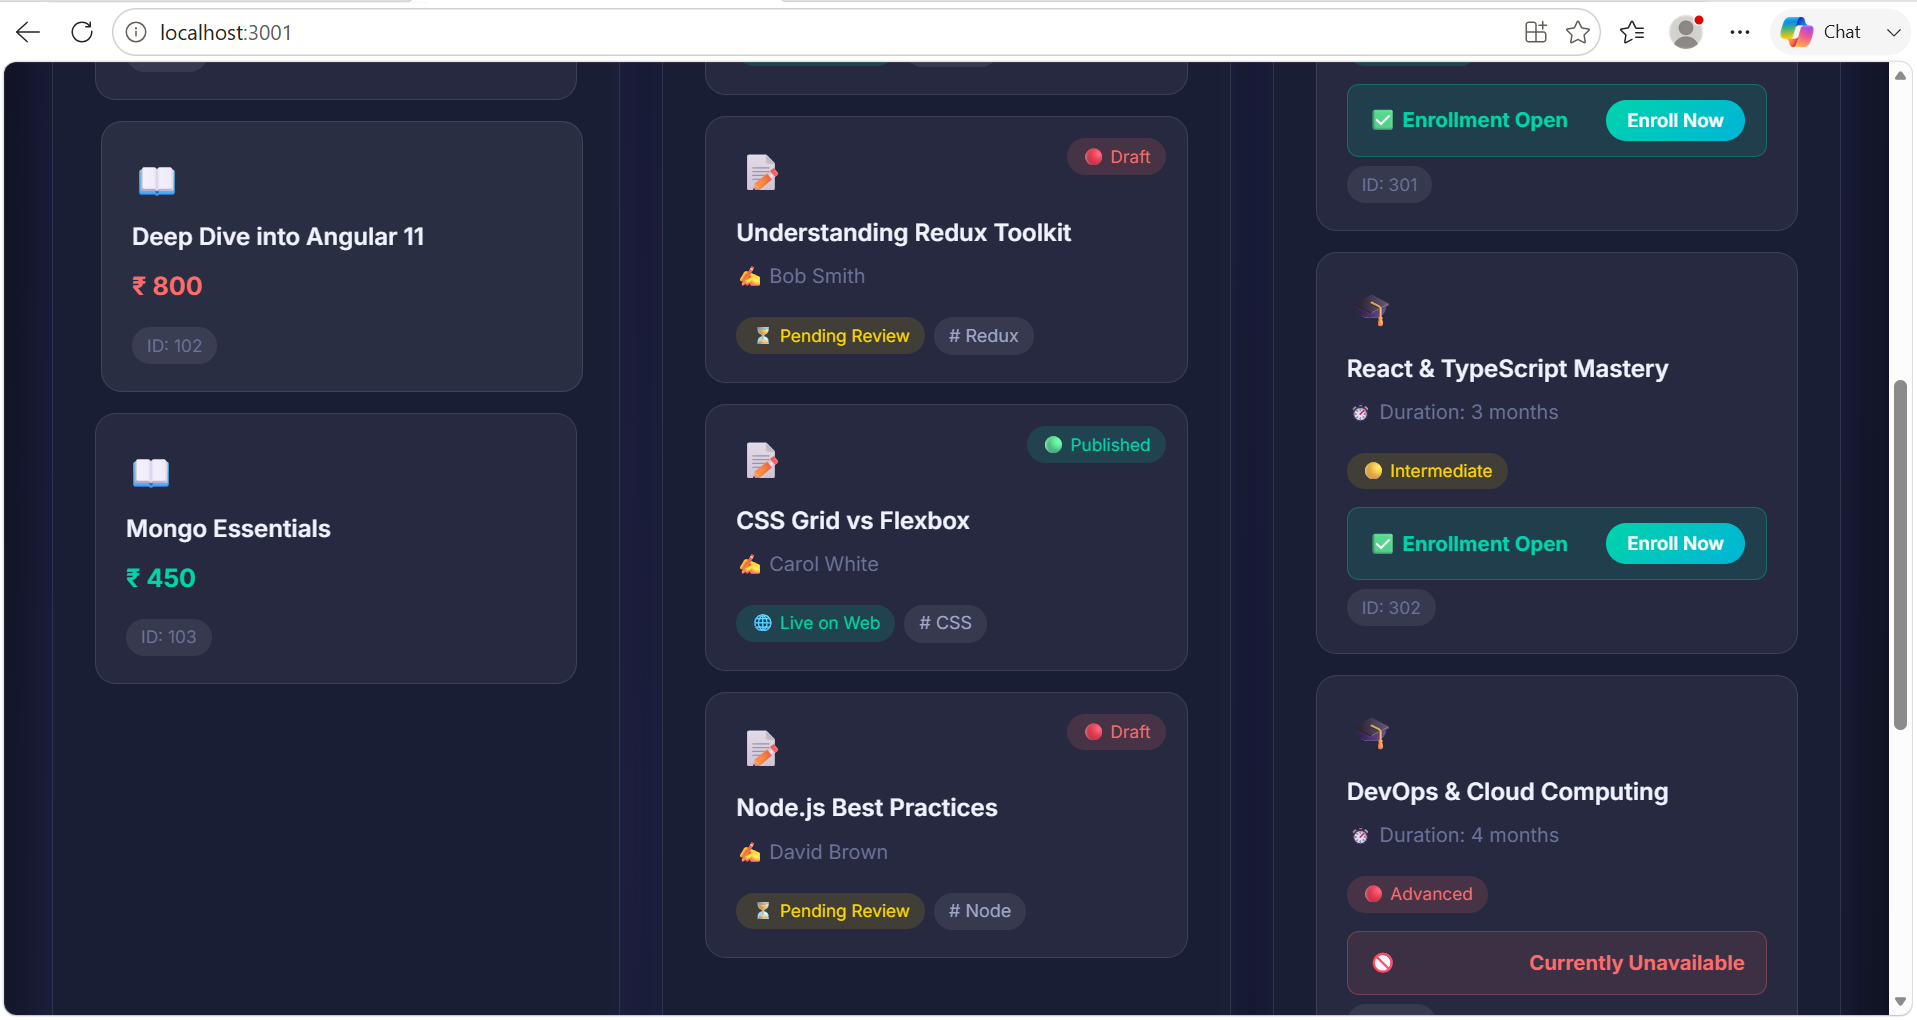 localhost:3001
Chat
Deep Dive into Angular 11
₹ 800
ID: 102
Mongo Essentials
₹ 450
ID: 103
Draft
Understanding Redux Toolkit
Bob Smith
Pending Review # Redux
Published
CSS Grid vs Flexbox
Carol White
Live on Web # CSS
Draft
Node.js Best Practices
David Brown
Pending Review # Node
Enrollment Open Enroll Now
ID: 301
React & TypeScript Mastery
Duration: 3 months
Intermediate
Enrollment Open Enroll Now
ID: 302
DevOps & Cloud Computing
Duration: 4 months
Advanced
Currently Unavailable